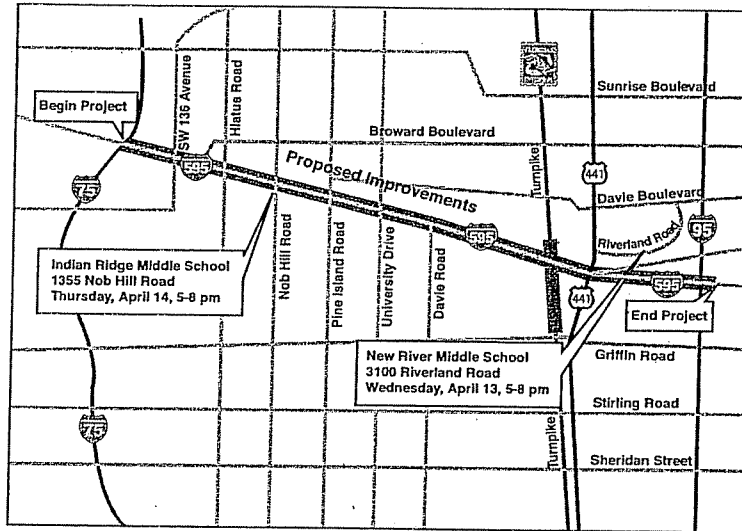 Begin Project
SW 136 Avenue
Hiatus Road
Sunrise Boulevard
Broward Boulevard
Turnpike
441
595
Proposed Improvements
75
Davie Boulevard
Riverland Road
95
595
Indian Ridge Middle School
1355 Nob Hill Road
Thursday, April 14, 5-8 pm
Nob Hill Road
Pine Island Road
University Drive
Davie Road
441
595
End Project
New River Middle School
3100 Riverland Road
Wednesday, April 13, 5-8 pm
Griffin Road
Stirling Road
75
Turnpike
Sheridan Street